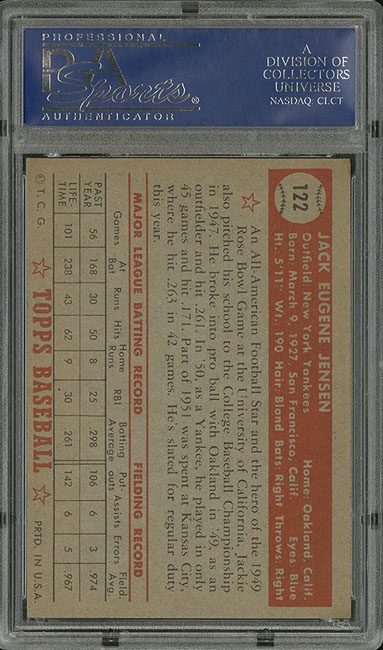 PROFESSIONAL
PSA
Sports
®
AUTHENTICATOR
A
DIVISION OF
COLLECTORS
UNIVERSE
NASDAQ: CLCT
122
JACK EUGENE JENSEN
Outfield: New York Yankees Home: Oakland, Calif.
Born: March 9, 1927, San Francisco, Calif. Eyes: Blue
Ht: 5'11" Wt: 190 Hair: Blond Bats: Right Throws: Right
An All-American Football Star and the hero of the 1949
Rose Bowl Game at the University of California, Jackie
also pitched his school to the College Baseball Championship
in 1947. He broke into pro ball with Oakland in '49, as an
outfielder and hit .261. In '50, as a Yankee, he played in only
45 games and hit .171. Part of 1951 was spent at Kansas City,
where he hit .263 in 42 games. He's slated for regular duty
this year.
MAJOR LEAGUE BATTING RECORD FIELDING RECORD
Games At Bat Runs Hits Home Runs RBI Batting Average Put-outs Assists Errors Field. Avg.
PAST YEAR 56 168 30 50 8 25 .298 106 6 3 .974
LIFE-TIME 101 238 43 62 9 30 .261 142 6 5 .967
© T. C. G. TOPPS BASEBALL PRTD. IN U.S.A.